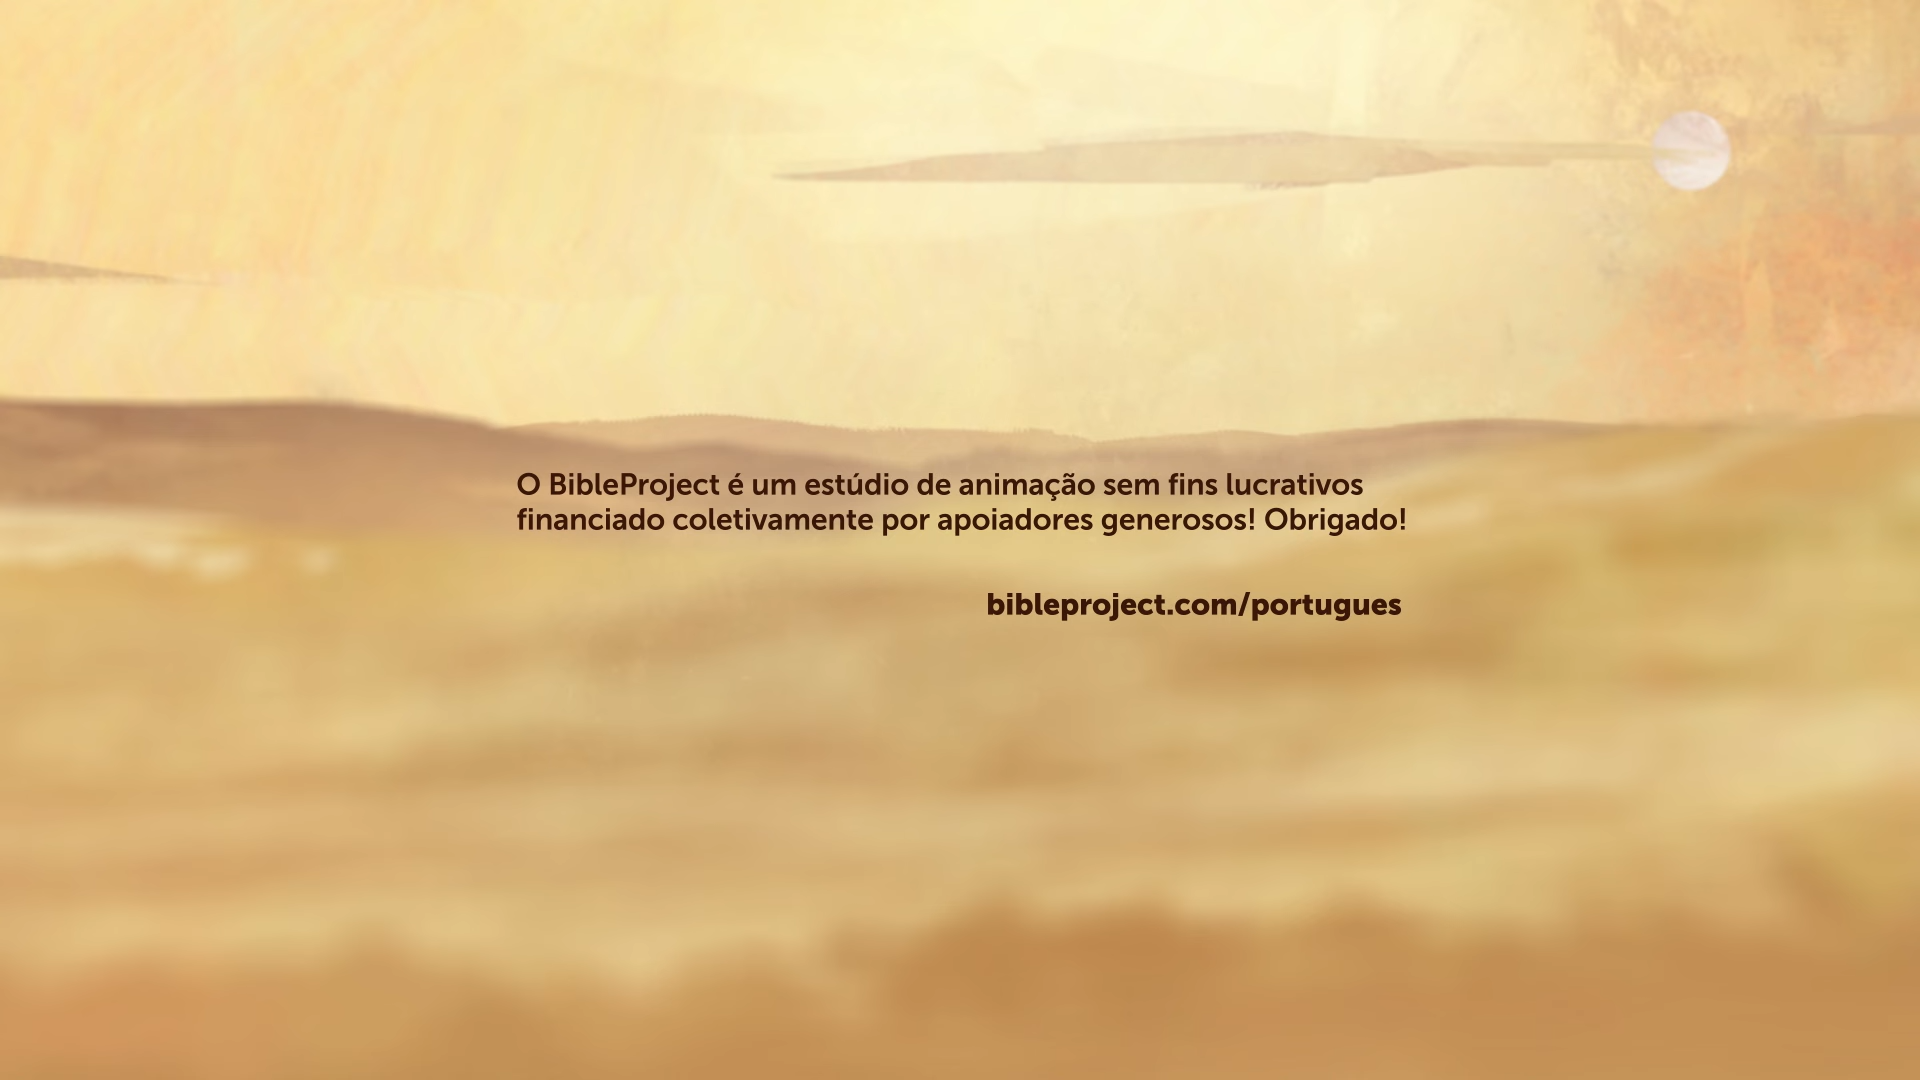 O BibleProject é um estúdio de animação sem fins lucrativos
financiado coletivamente por apoiadores generosos! Obrigado!
bibleproject.com/portugues